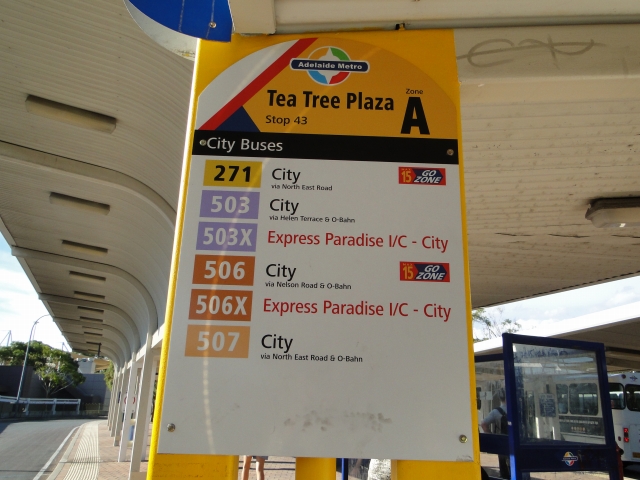 Adelaide Metro
Tea Tree Plaza
Zone
A
Stop 43
City Buses
271 City
via North East Road
15 GO ZONE
503 City
via Helen Terrace & O-Bahn
503X Express Paradise I/C - City
506 City
via Nelson Road & O-Bahn
15 GO ZONE
506X Express Paradise I/C - City
507 City
via North East Road & O-Bahn